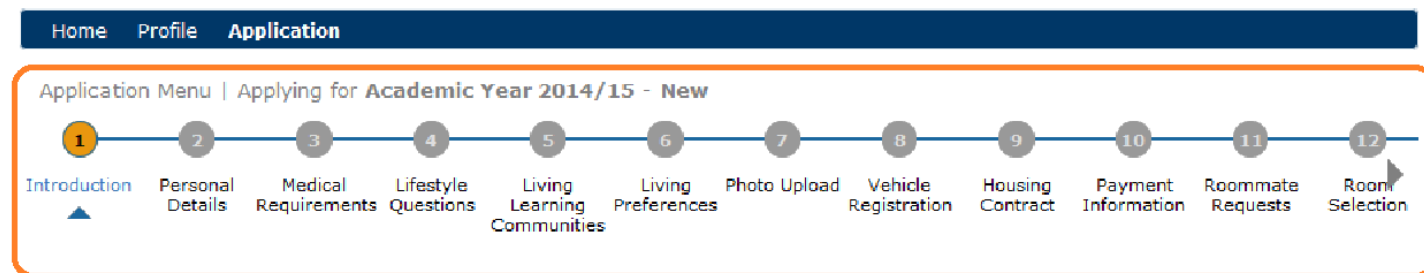 Home Profile Application
Application Menu | Applying for Academic Year 2014/15 - New
1 2 3 4 5 6 7 8 9 10 11 12
Introduction Personal Medical Lifestyle Living Living Photo Upload Vehicle Housing Payment Roommate Room
Details Requirements Questions Learning Preferences Registration Contract Information Requests Selection
Communities